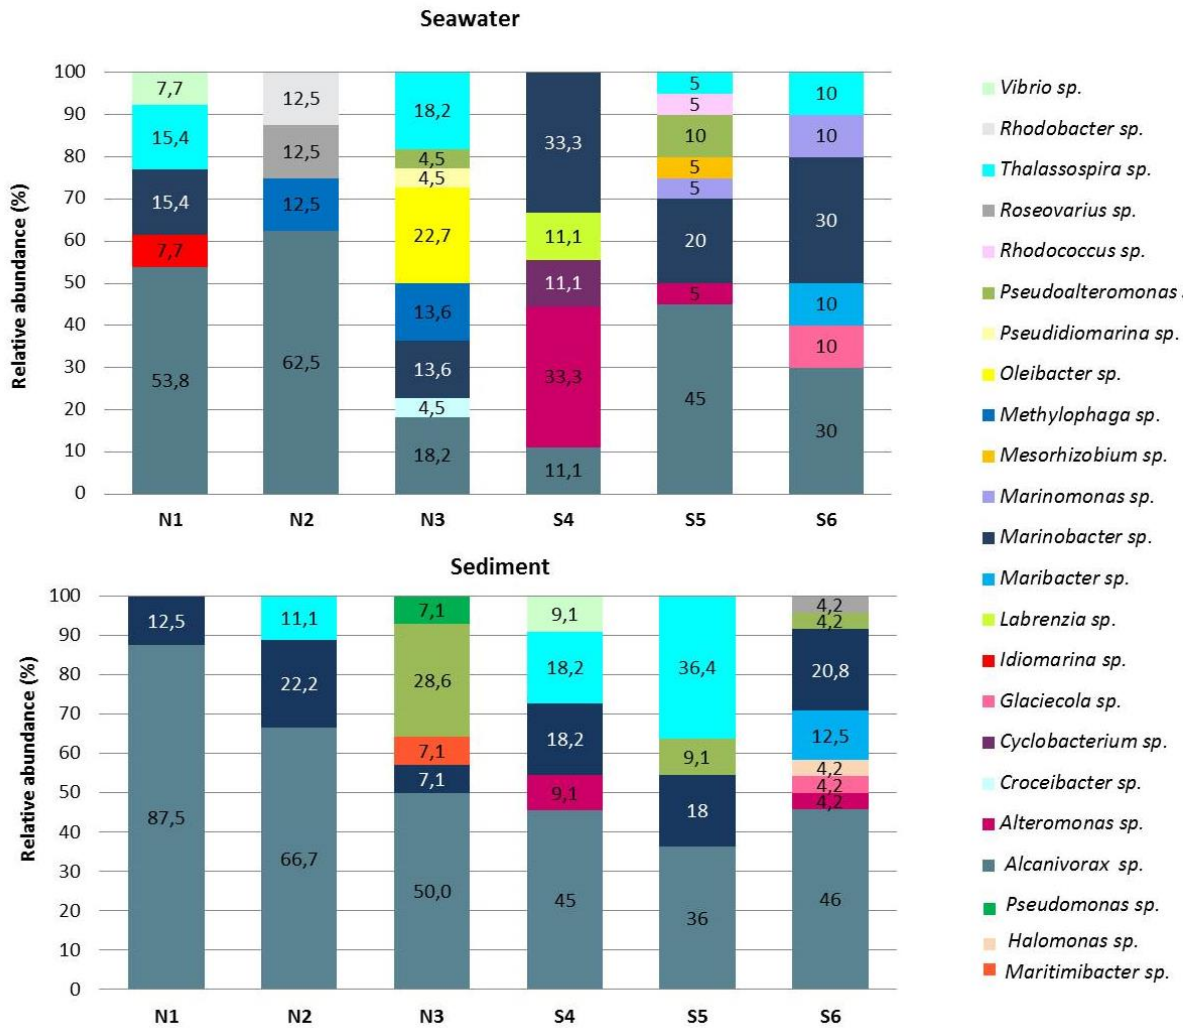 Seawater
Relative abundance (%)
100
90
80
70
60
50
40
30
20
10
0
7,7
15,4
15,4
7,7
53,8
12,5
12,5
12,5
62,5
18,2
4,5
4,5
22,7
13,6
13,6
4,5
18,2
33,3
11,1
11,1
33,3
11,1
5
5
10
5
5
20
5
45
10
10
30
10
10
30
N1 N2 N3 S4 S5 S6
Sediment
Relative abundance (%)
100
90
80
70
60
50
40
30
20
10
0
12,5
87,5
11,1
22,2
66,7
7,1
28,6
7,1
7,1
50,0
9,1
18,2
18,2
9,1
45
36,4
9,1
18
36
4,2
4,2
20,8
12,5
4,2
4,2
4,2
46
N1 N2 N3 S4 S5 S6
Vibrio sp.
Rhodobacter sp.
Thalassospira sp.
Roseovarius sp.
Rhodococcus sp.
Pseudoalteromonas
Pseudidiomarina sp.
Oleibacter sp.
Methylophaga sp.
Mesorhizobium sp.
Marinomonas sp.
Marinobacter sp.
Maribacter sp.
Labrenzia sp.
Idiomarina sp.
Glaciecola sp.
Cyclobacterium sp.
Croceibacter sp.
Alteromonas sp.
Alcanivorax sp.
Pseudomonas sp.
Halomonas sp.
Maritimibacter sp.